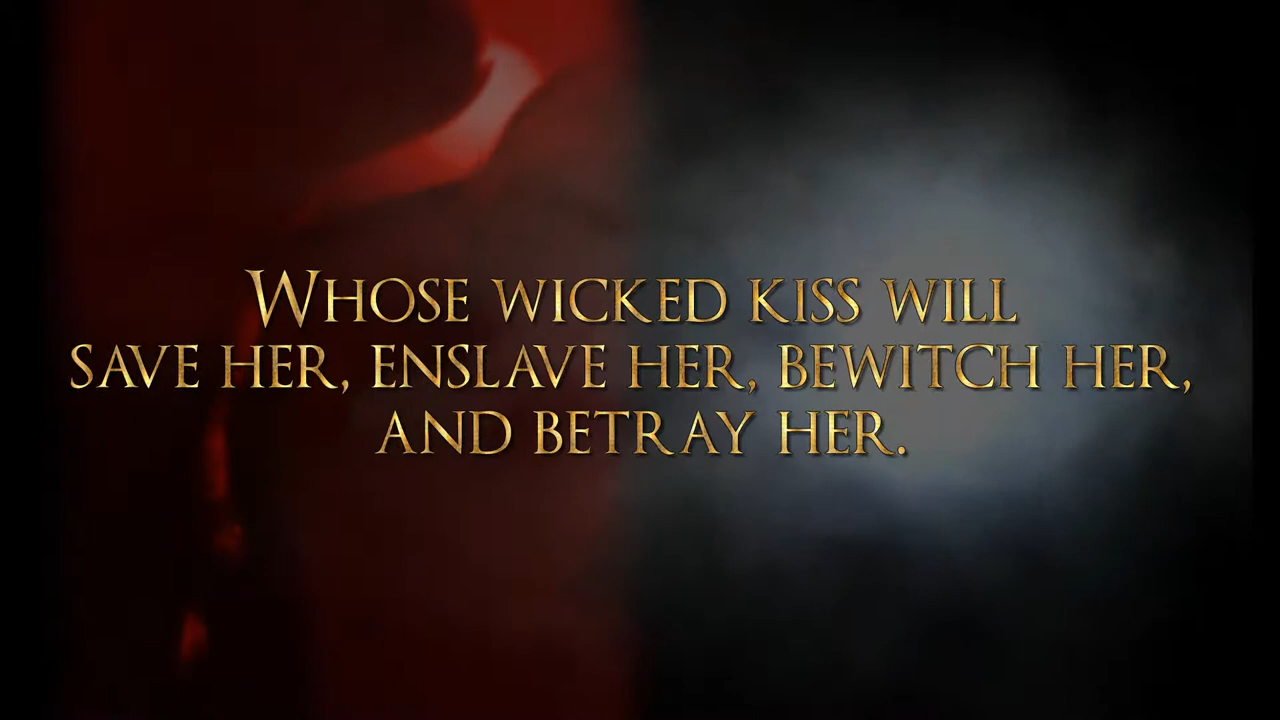 Whose wicked kiss will
save her, enslave her, bewitch her,
and betray her.